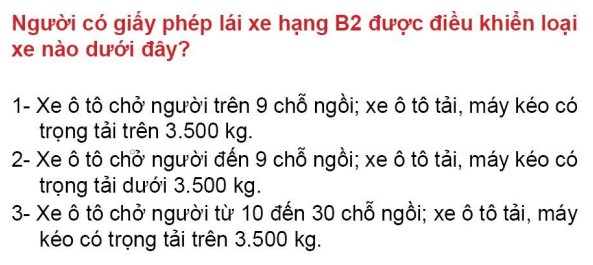 Người có giấy phép lái xe hạng B2 được điều khiển loại
xe nào dưới đây?
1- Xe ô tô chở người trên 9 chỗ ngồi; xe ô tô tải, máy kéo có
trọng tải trên 3.500 kg.
2- Xe ô tô chở người đến 9 chỗ ngồi; xe ô tô tải, máy kéo có
trọng tải dưới 3.500 kg.
3- Xe ô tô chở người từ 10 đến 30 chỗ ngồi; xe ô tô tải, máy
kéo có trọng tải trên 3.500 kg.